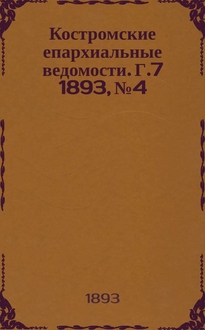 Костромские
епархиальные
ведомости. Г.7
1893, №4
1893